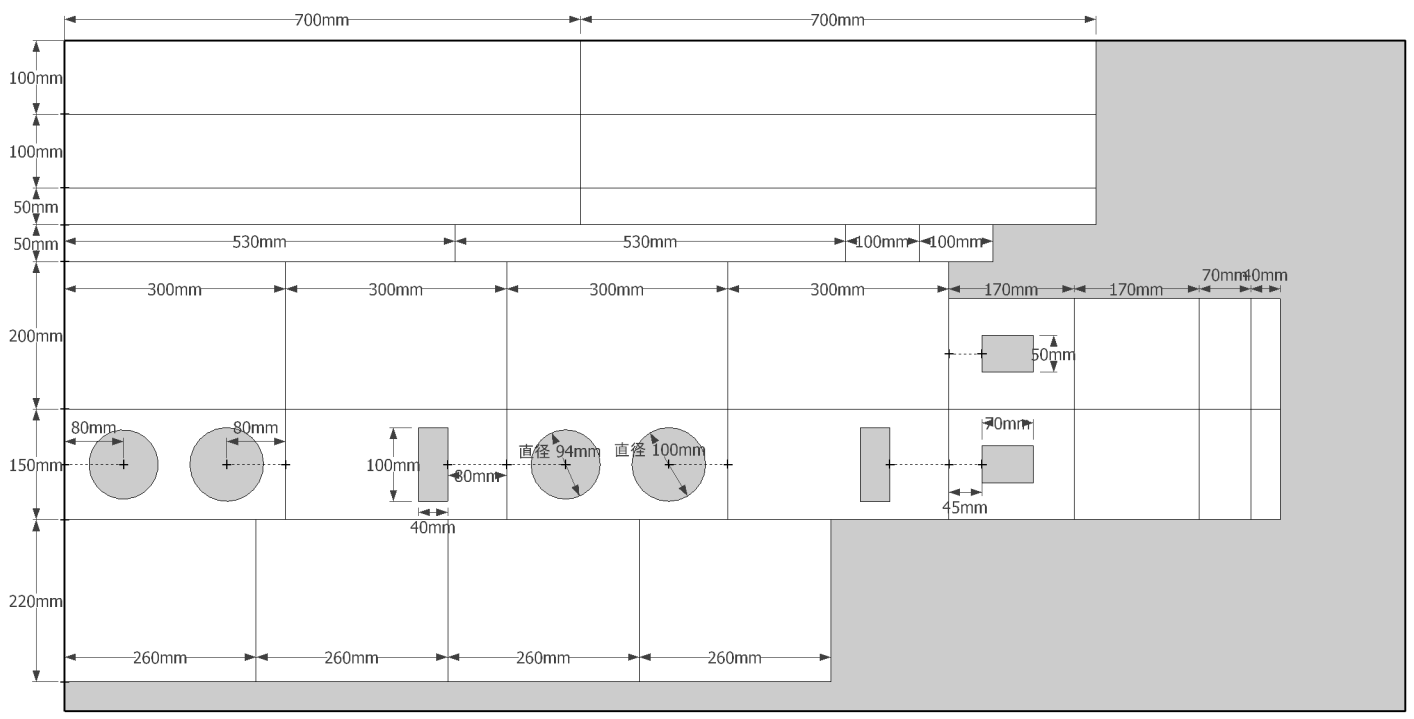 700mm 700mm
100mm
100mm
50mm
50mm 530mm 530mm 100mm 100mm
70mm 40mm
300mm 300mm 300mm 300mm 170mm 170mm
200mm
50mm
80mm 80mm
70mm
直径 94mm 直径 100mm
150mm 100mm
80mm
45mm
40mm
220mm
260mm 260mm 260mm 260mm